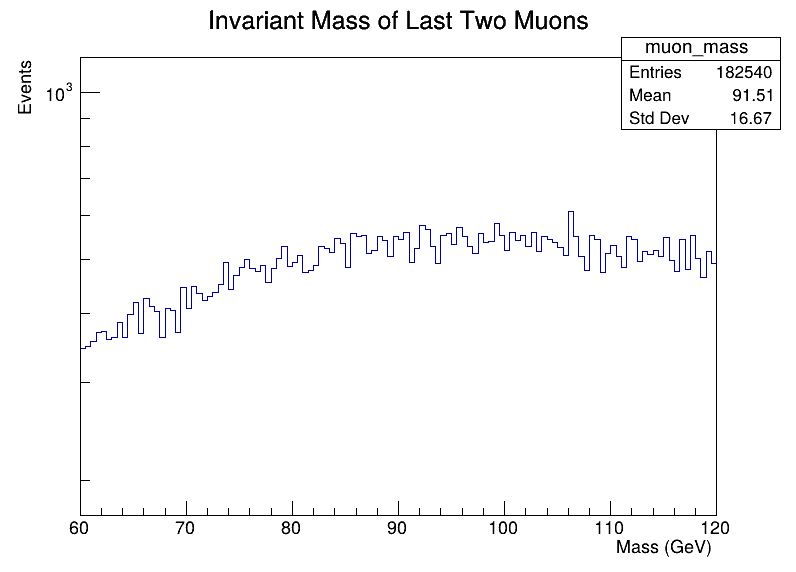 Invariant Mass of Last Two Muons
muon_mass
Entries 182540
Mean 91.51
Std Dev 16.67
Events
10³
60 70 80 90 100 110 120
Mass (GeV)